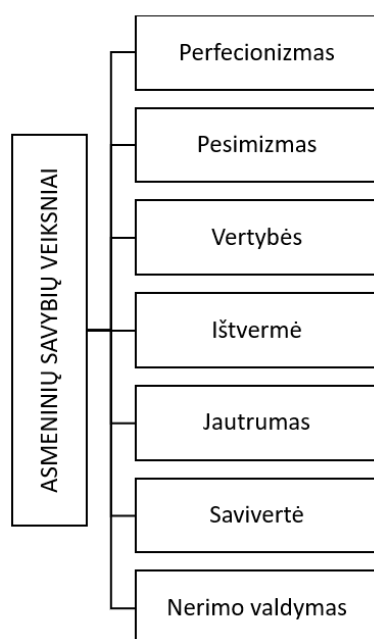 ASMENINIŲ SAVYBIŲ VEIKSNIAI
Perfecionizmas
Pesimizmas
Vertybės
Ištvermė
Jautrumas
Savivertė
Nerimo valdymas